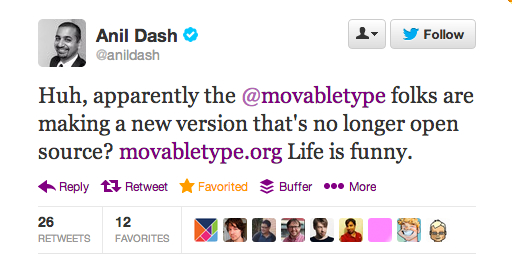 Anil Dash
@anildash
Follow
Huh, apparently the @movabletype folks are
making a new version that's no longer open
source? movabletype.org Life is funny.
Reply Retweet Favorited Buffer More
26 12
RETWEETS FAVORITES